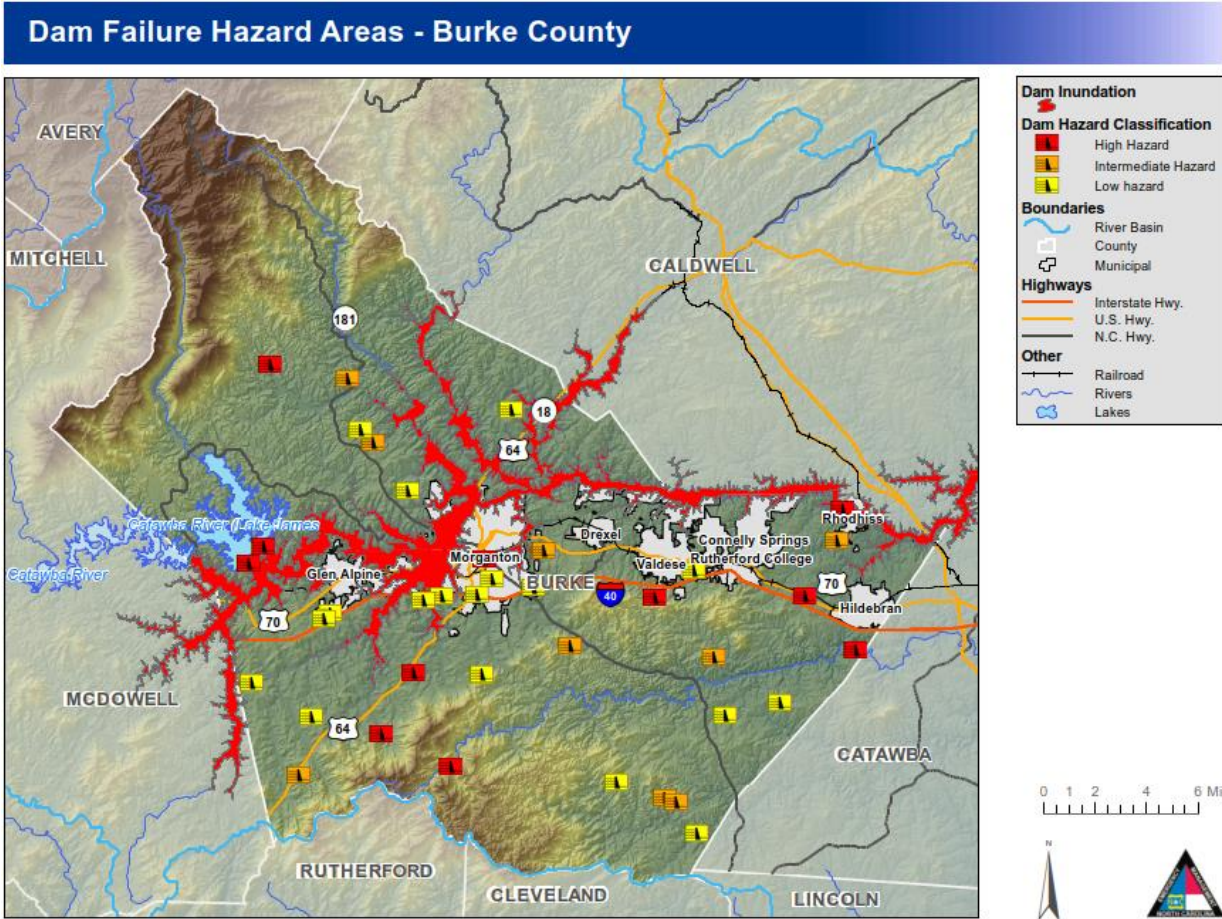 Dam Failure Hazard Areas - Burke County
AVERY
MITCHELL
CALDWELL
181
18
64
Catawba River (Lake James
Catawba River
Rhodhiss
Drexel
Connelly Springs
Morganton
Valdese
Rutherford College
Glen Alpine
BURKE
40
70
70
Hildebran
MCDOWELL
64
CATAWBA
RUTHERFORD
CLEVELAND
LINCOLN
Dam Inundation
Dam Hazard Classification
High Hazard
Intermediate Hazard
Low hazard
Boundaries
River Basin
County
Municipal
Highways
Interstate Hwy.
U.S. Hwy.
N.C. Hwy.
Other
Railroad
Rivers
Lakes
0 1 2 4 6 Mi
N
NORTH CAROLINA